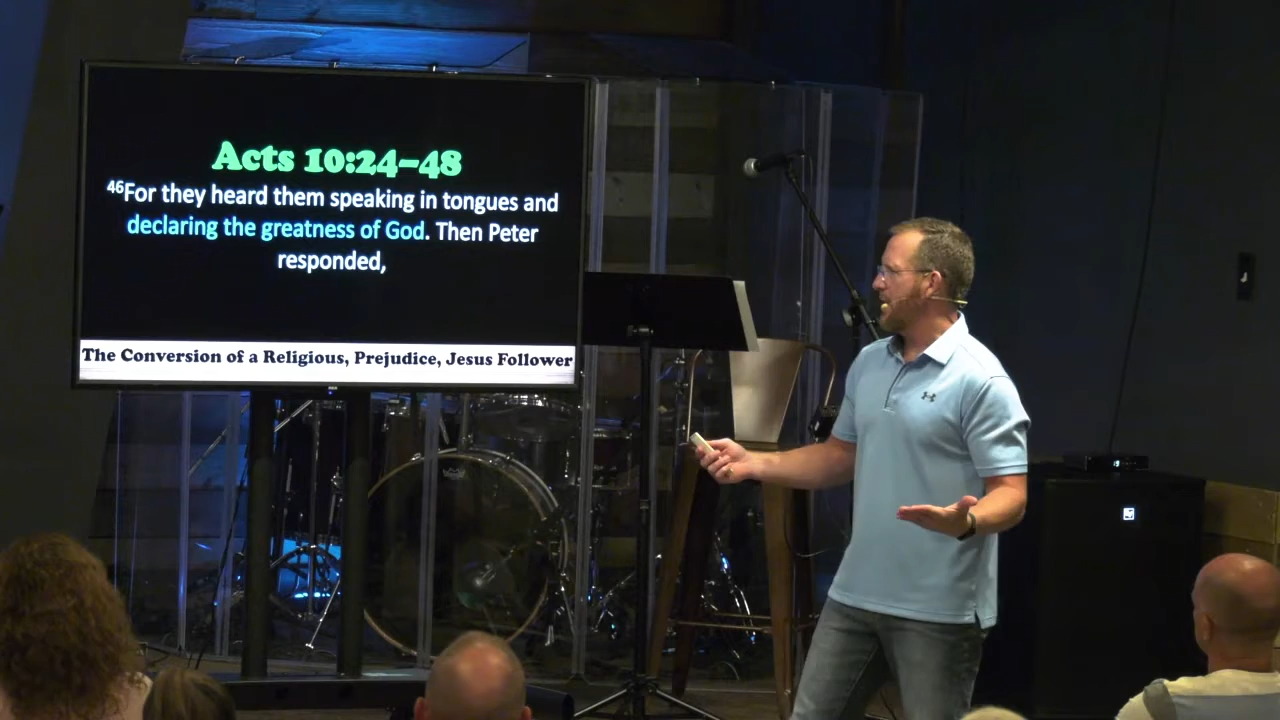 Acts 10:24–48
⁴⁶For they heard them speaking in tongues and
declaring the greatness of God. Then Peter
responded,
The Conversion of a Religious, Prejudice, Jesus Follower